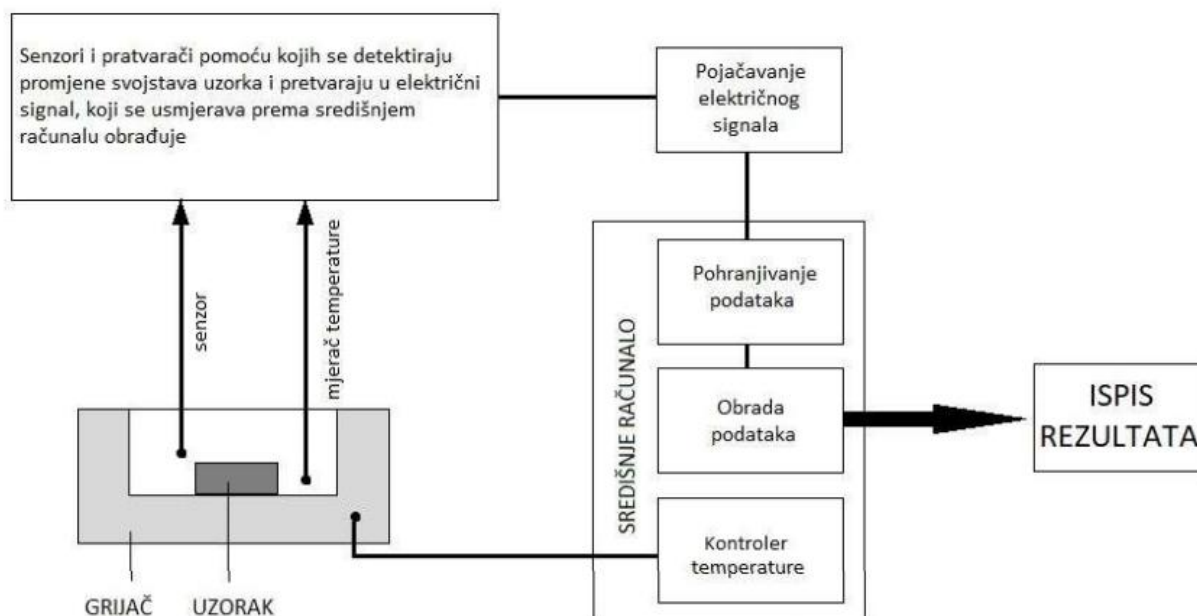 Senzori i pratvarači pomoću kojih se detektiraju
promjene svojstava uzorka i pretvaraju u električni
signal, koji se usmjerava prema središnjem
računalu obrađuje
Pojačavanje
električnog
signala
senzor
mjerač temperature
SREDIŠNJE RAČUNALO
Pohranjivanje
podataka
Obrada
podataka
ISPIS
REZULTATA
Kontroler
temperature
GRIJAČ
UZORAK